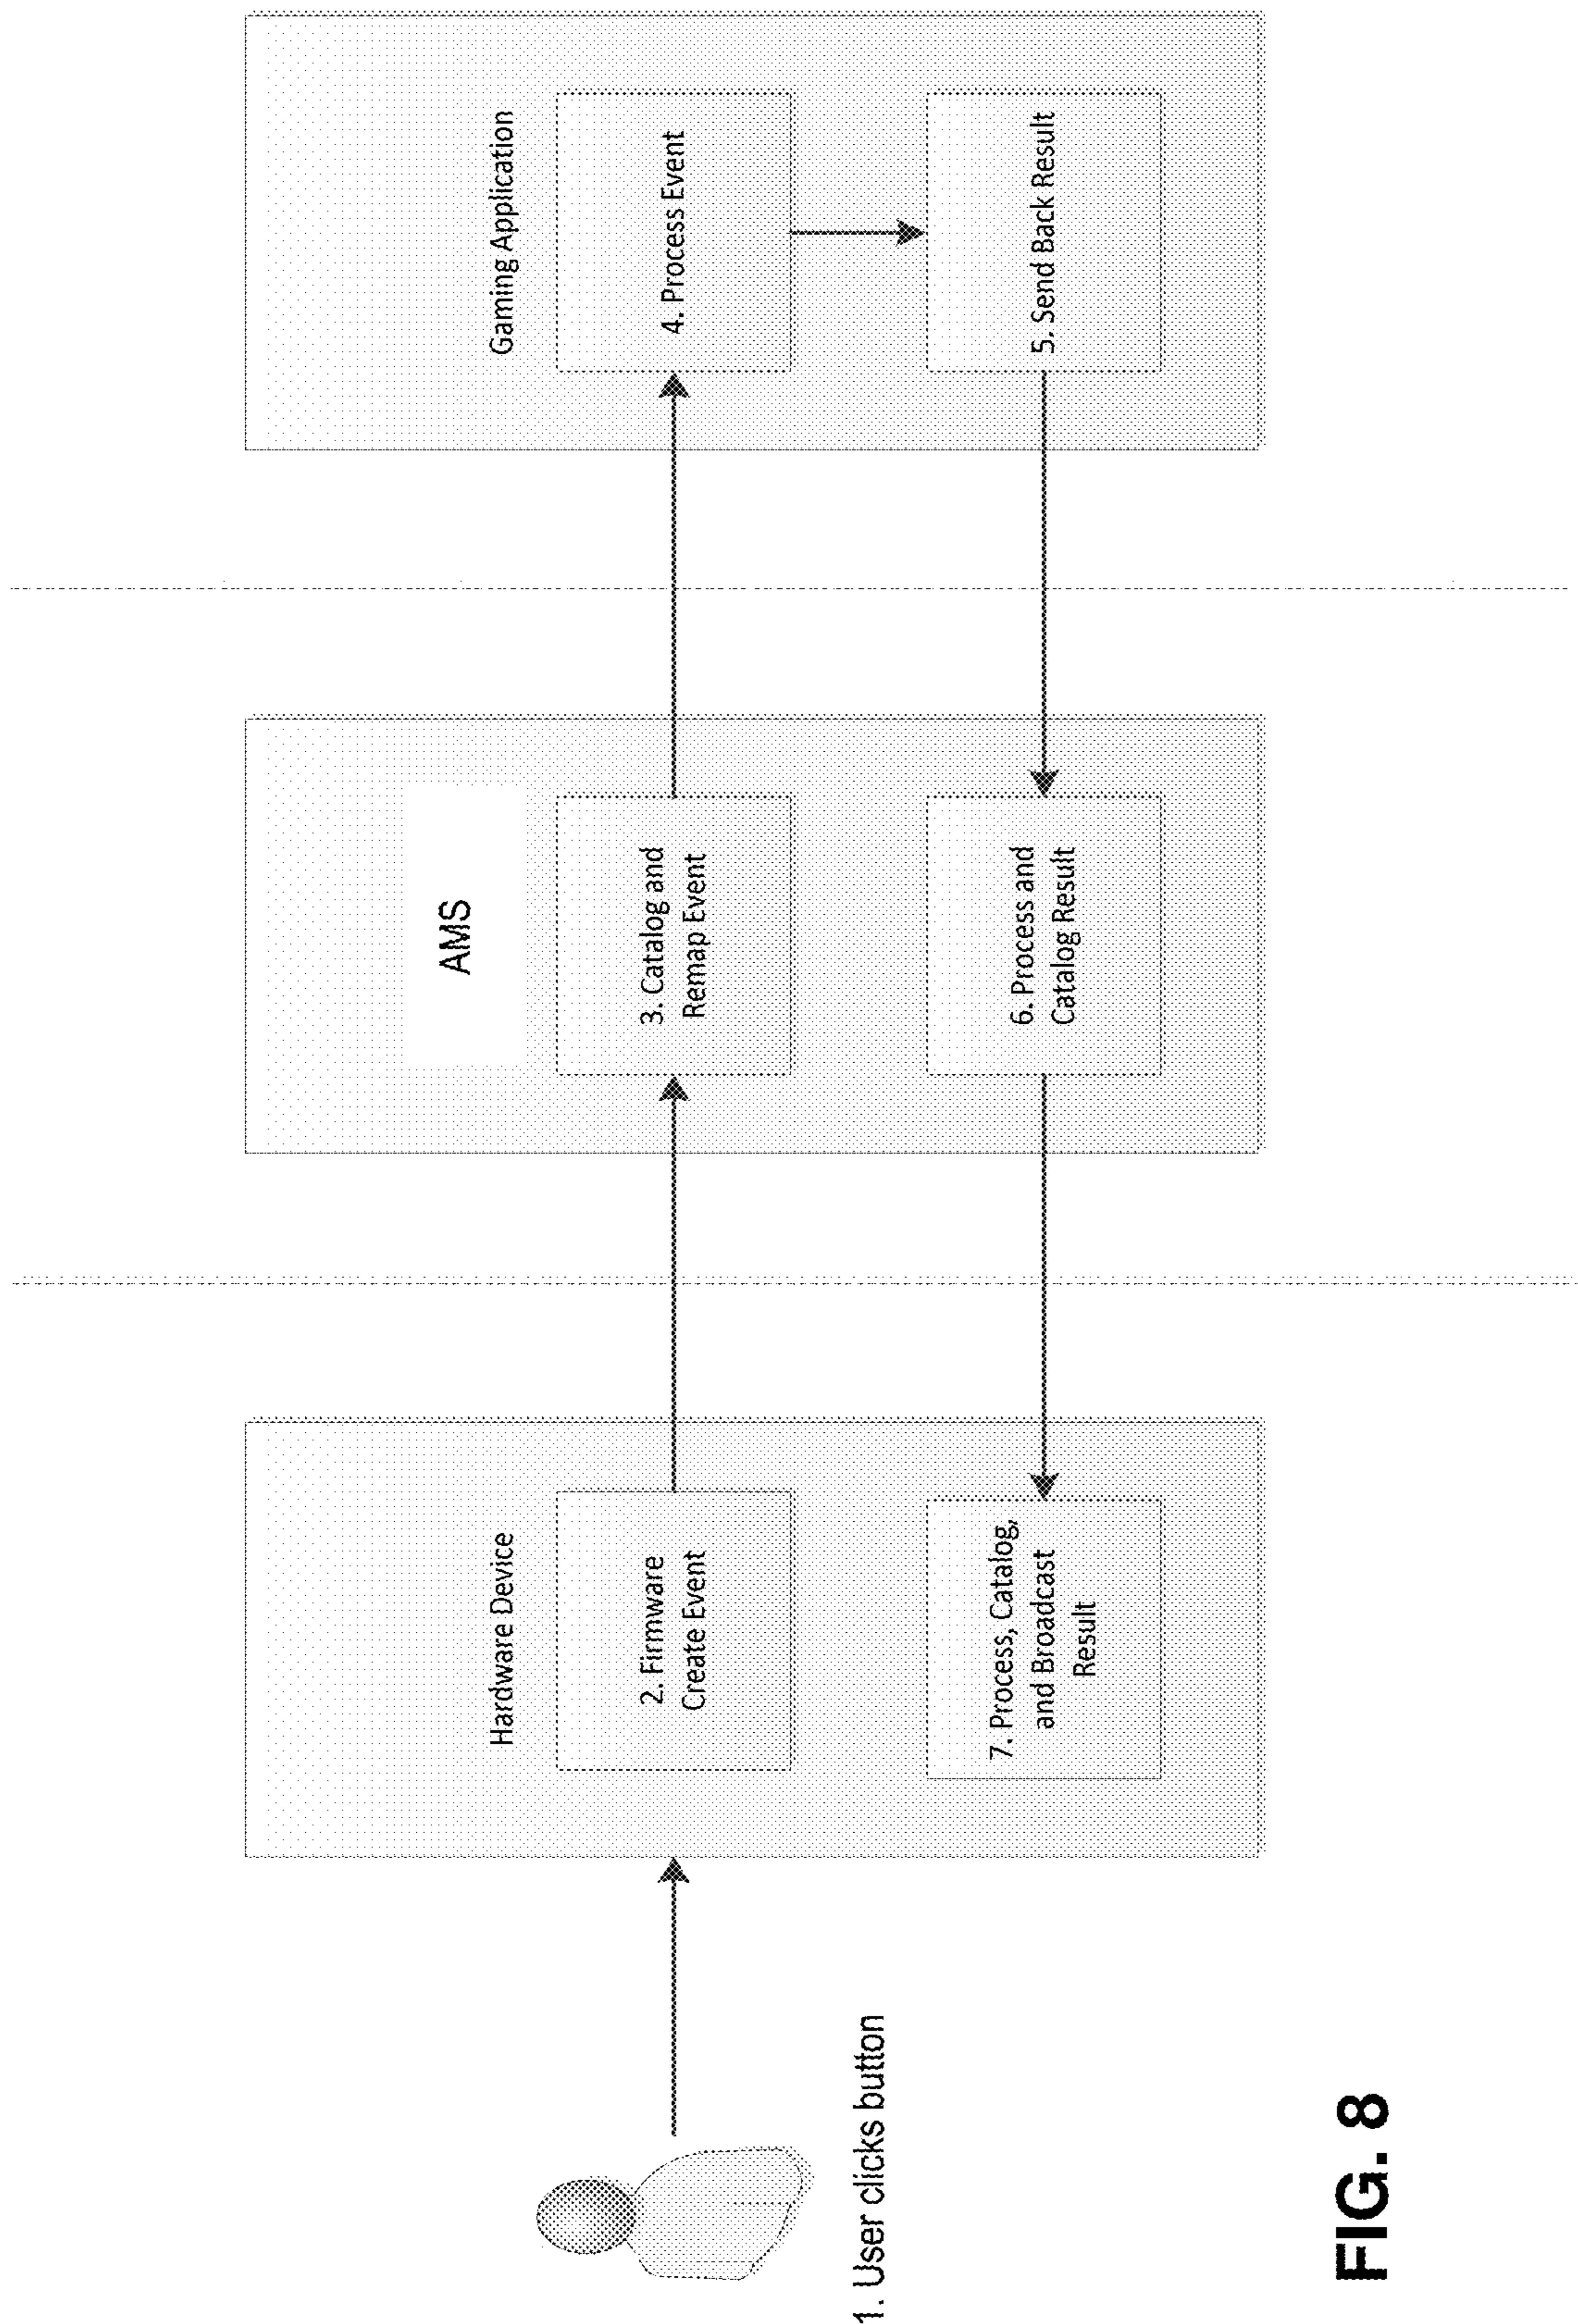 1. User clicks button
Hardware Device
2. Firmware
Create Event
AMS
3. Catalog and
Remap Event
Gaming Application
4. Process Event
5. Send Back Result
6. Process and
Catalog Result
7. Process, Catalog,
and Broadcast
Result
FIG. 8